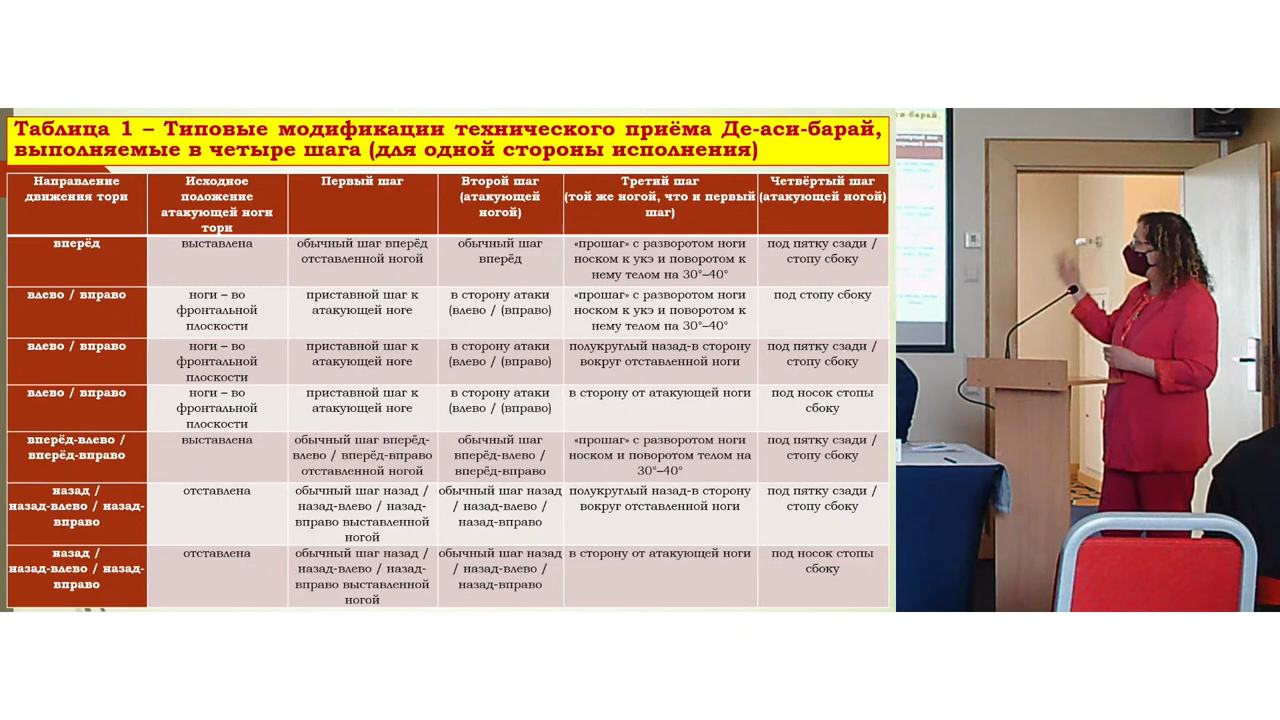 Таблица 1 – Типовые модификации технического приёма Де-аси-барай,
выполняемые в четыре шага (для одной стороны исполнения)
Направление
движения тори
Исходное
положение
атакующей ноги
тори
Первый шаг
Второй шаг
(атакующей
ногой)
Третий шаг
(той же ногой, что и первый
шаг)
Четвёртый шаг
(атакующей ногой)
вперёд
выставлена
обычный шаг вперёд
отставленной ногой
обычный шаг
вперёд
«прошаг» с разворотом ноги
носком к укэ и поворотом к
нему телом на 30°–40°
под пятку сзади /
стопу сбоку
влево / вправо
ноги – во
фронтальной
плоскости
приставной шаг к
атакующей ноге
в сторону атаки
(влево / (вправо)
«прошаг» с разворотом ноги
носком к укэ и поворотом к
нему телом на 30°–40°
под стопу сбоку
влево / вправо
ноги – во
фронтальной
плоскости
приставной шаг к
атакующей ноге
в сторону атаки
(влево / (вправо)
полукруглый назад-в сторону
вокруг отставленной ноги
под пятку сзади /
стопу сбоку
влево / вправо
ноги – во
фронтальной
плоскости
приставной шаг к
атакующей ноге
в сторону атаки
(влево / (вправо)
в сторону от атакующей ноги
под носок стопы
сбоку
вперёд-влево /
вперёд-вправо
выставлена
обычный шаг вперёд-
влево / вперёд-вправо
отставленной ногой
обычный шаг
вперёд-влево /
вперёд-вправо
«прошаг» с разворотом ноги
носком и поворотом телом на
30°–40°
под пятку сзади /
стопу сбоку
назад /
назад-влево / назад-
вправо
отставлена
обычный шаг назад /
назад-влево / назад-
вправо выставленной
ногой
обычный шаг назад
/ назад-влево /
назад-вправо
полукруглый назад-в сторону
вокруг отставленной ноги
под пятку сзади /
стопу сбоку
назад /
назад-влево / назад-
вправо
отставлена
обычный шаг назад /
назад-влево / назад-
вправо выставленной
ногой
обычный шаг назад
/ назад-влево /
назад-вправо
в сторону от атакующей ноги
под носок стопы
сбоку